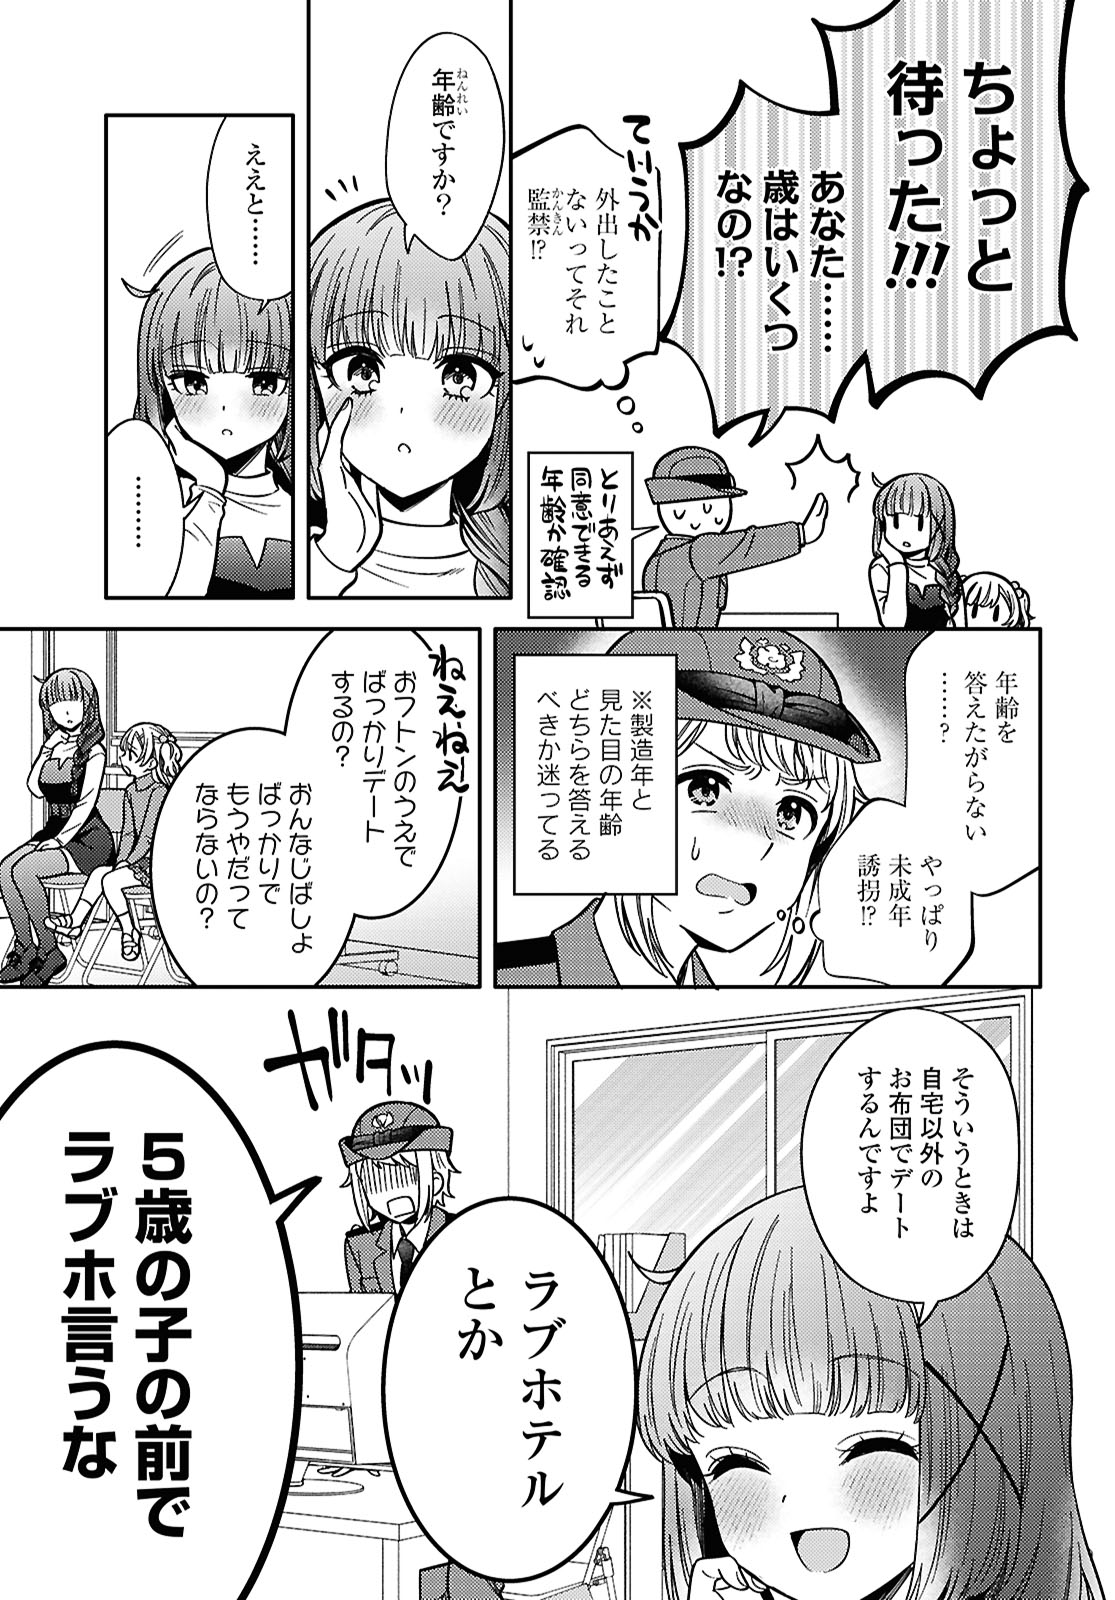 ちょっと
待った!!!
あなた……
歳はいくつ
なの!?
ていうか
外出したこと
ないってそれ
監禁!?
かんきん
とりあえず
同意できる
年齢か確認
年齢ですか?
ねんれい
ええと……
………
年齢を
答えたがらない
……?
やっぱり
未成年
誘拐!?
※製造年と
見た目の年齢
どちらを答える
べきか迷ってる
ねえねえ
おフトンのうえで
ばっかりデート
するの?
おんなじばしょ
ばっかりで
もうやだって
ならないの?
そういうときは
自宅以外の
お布団でデート
するんですよ
ラブホテル
とか
ガタッ
5歳の子の前で
ラブホ言うな